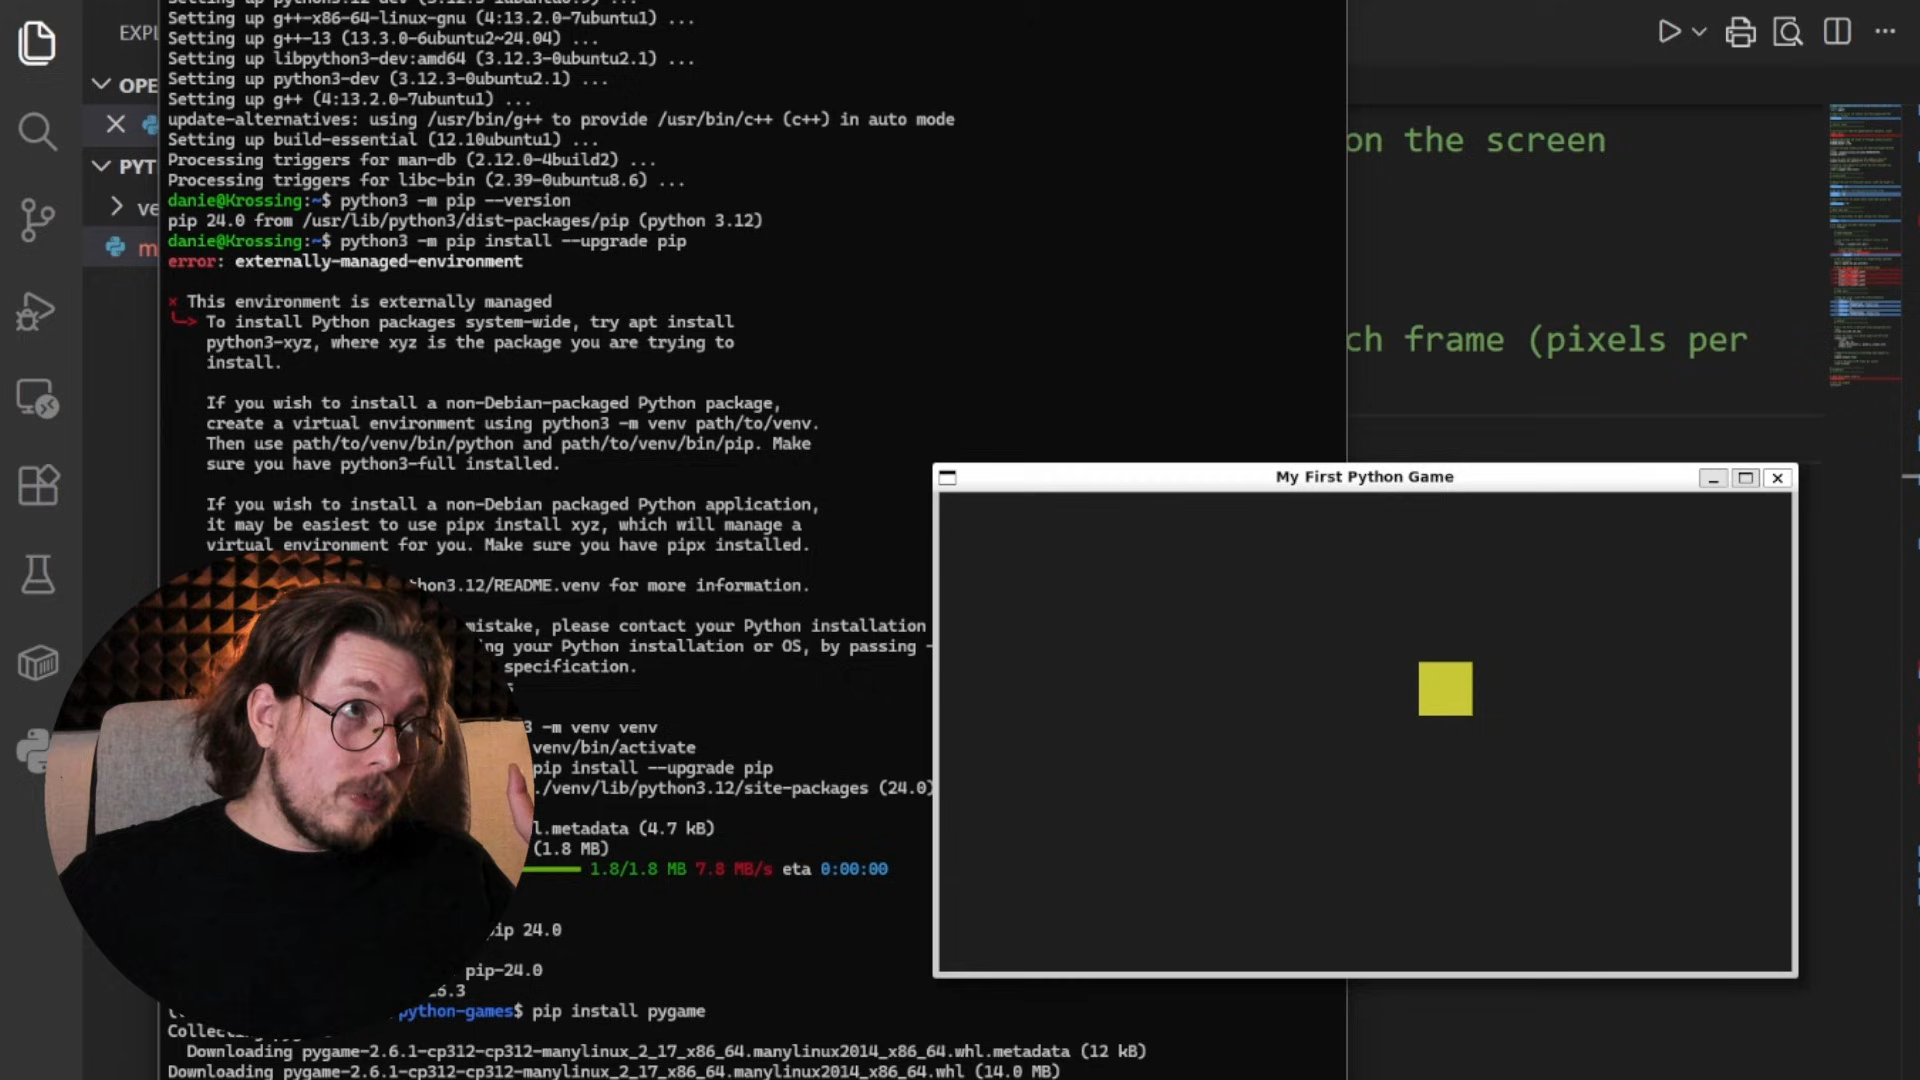 EXPL
OPE
PYT
ve
m
Setting up g++-x86-64-linux-gnu (4:13.2.0-7ubuntu1) ...
Setting up g++-13 (13.3.0-6ubuntu2~24.04) ...
Setting up libpython3-dev:amd64 (3.12.3-0ubuntu2.1) ...
Setting up python3-dev (3.12.3-0ubuntu2.1) ...
Setting up g++ (4:13.2.0-7ubuntu1) ...
update-alternatives: using /usr/bin/g++ to provide /usr/bin/c++ (c++) in auto mode
Setting up build-essential (12.10ubuntu1) ...
Processing triggers for man-db (2.12.0-4build2) ...
Processing triggers for libc-bin (2.39-0ubuntu8.6) ...
danie@Krossing:~$ python3 -m pip --version
pip 24.0 from /usr/lib/python3/dist-packages/pip (python 3.12)
danie@Krossing:~$ python3 -m pip install --upgrade pip
error: externally-managed-environment
× This environment is externally managed
╰─> To install Python packages system-wide, try apt install
python3-xyz, where xyz is the package you are trying to
install.
If you wish to install a non-Debian-packaged Python package,
create a virtual environment using python3 -m venv path/to/venv.
Then use path/to/venv/bin/python and path/to/venv/bin/pip. Make
sure you have python3-full installed.
If you wish to install a non-Debian packaged Python application,
it may be easiest to use pipx install xyz, which will manage a
virtual environment for you. Make sure you have pipx installed.
thon3.12/README.venv for more information.
mistake, please contact your Python installation
ng your Python installation or OS, by passing -
specification.
3 -m venv venv
venv/bin/activate
pip install --upgrade pip
./venv/lib/python3.12/site-packages (24.0)
l.metadata (4.7 kB)
(1.8 MB)
1.8/1.8 MB 7.8 MB/s eta 0:00:00
ip 24.0
pip-24.0
python-games$ pip install pygame
Downloading pygame-2.6.1-cp312-cp312-manylinux_2_17_x86_64.manylinux2014_x86_64.whl.metadata (12 kB)
Downloading pygame-2.6.1-cp312-cp312-manylinux_2_17_x86_64.manylinux2014_x86_64.whl (14.0 MB)
on the screen
ch frame (pixels per
My First Python Game